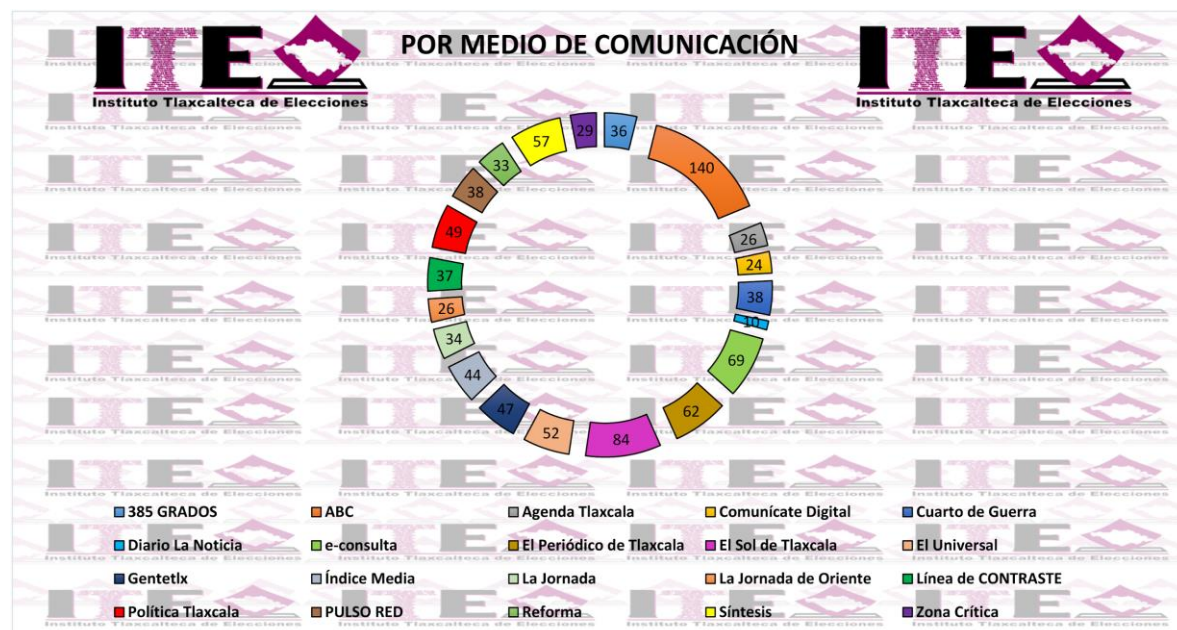 ITE
Instituto Tlaxcalteca de Elecciones
POR MEDIO DE COMUNICACIÓN
ITE
Instituto Tlaxcalteca de Elecciones
36
140
26
24
38
10
69
62
84
52
47
44
34
26
37
49
38
33
57
29
385 GRADOS ABC Agenda Tlaxcala Comunícate Digital Cuarto de Guerra
Diario La Noticia e-consulta El Periódico de Tlaxcala El Sol de Tlaxcala El Universal
Gentetlx Índice Media La Jornada La Jornada de Oriente Línea de CONTRASTE
Política Tlaxcala PULSO RED Reforma Síntesis Zona Crítica